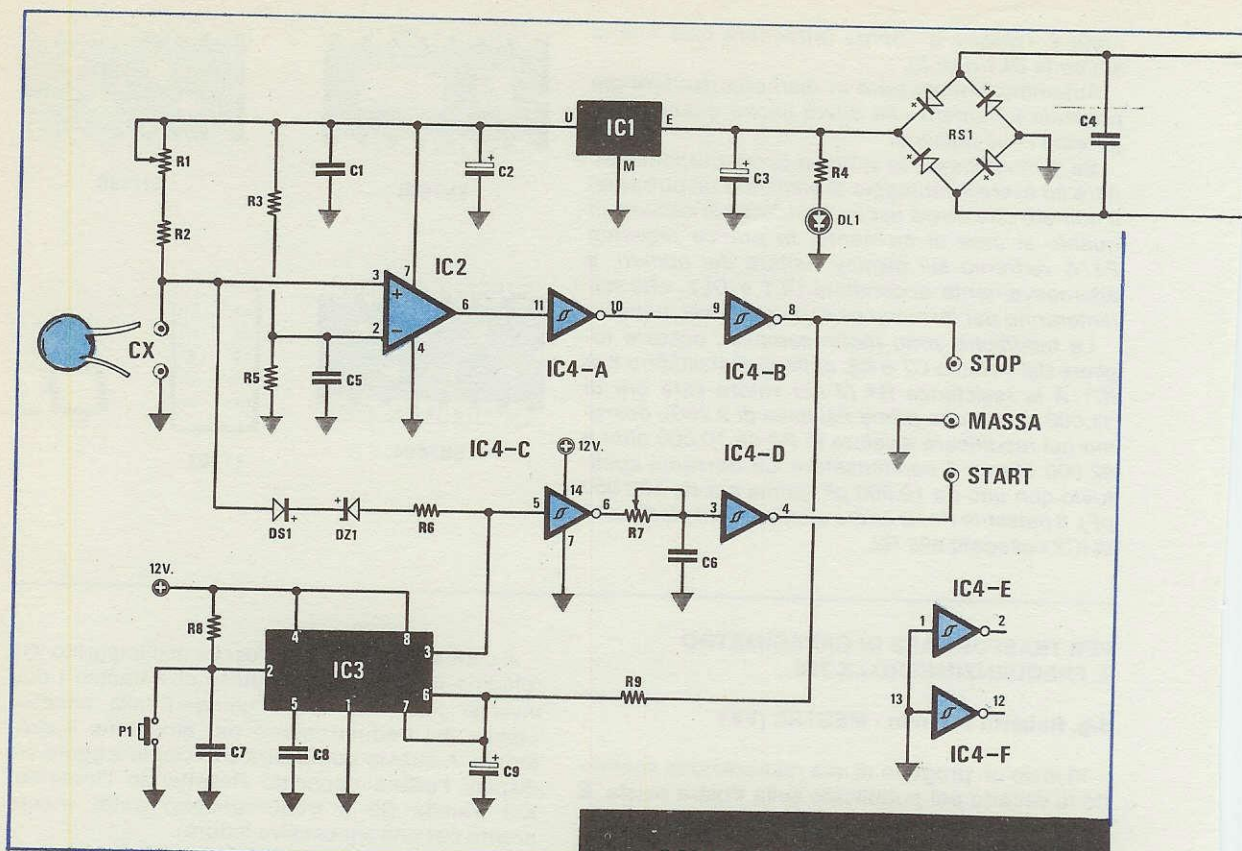 C4
RS1
U IC1 E
M
R1
C1
C2
C3
R4
R3
DL1
R2
IC2
3 7
+
11 10
9 8
6
2
−
4
CX
IC4-A
IC4-B
STOP
R5
C5
MASSA
IC4-C
12V.
IC4-D
START
14
5 6
3 4
DS1
DZ1
R6
7
R7
C6
12V.
IC4-E
R8
4 8
3
1 2
2
IC3
6
R9
5 1 7
13 12
P1
C7
C8
C9
IC4-F